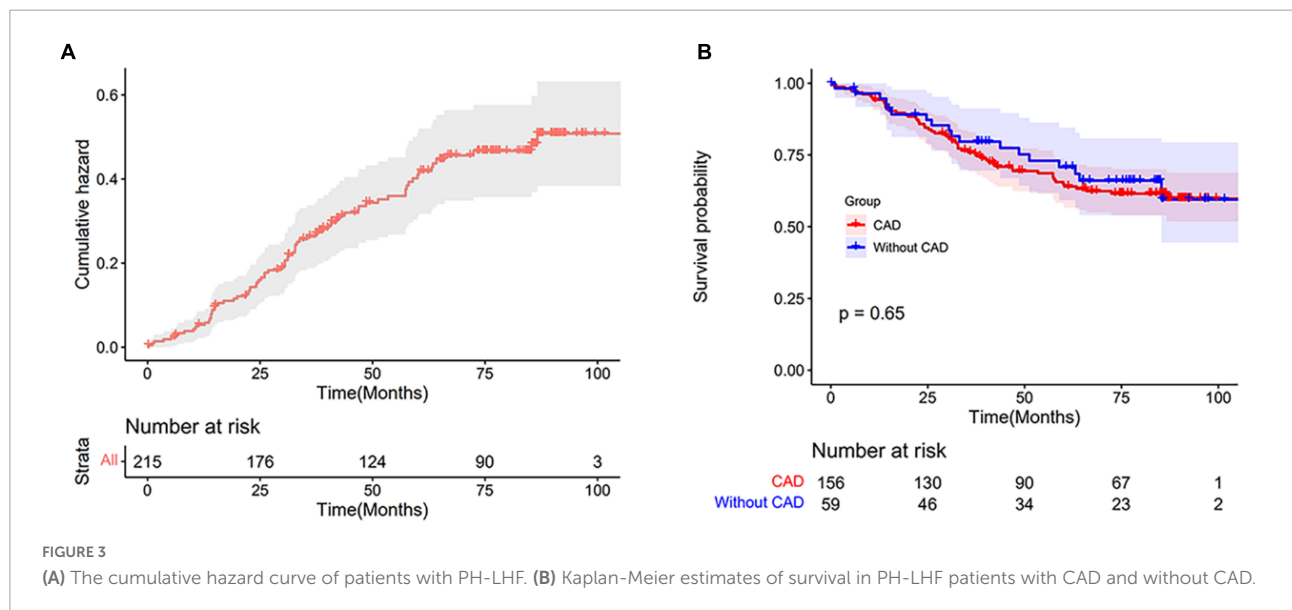 A
Cumulative hazard
0.6
0.4
0.2
0.0
0 25 50 75 100
Time(Months)
Number at risk
Strata
All 215 176 124 90 3
0 25 50 75 100
Time(Months)
B
Survival probability
1.00
0.75
0.50
0.25
0.00
Group
CAD
Without CAD
p = 0.65
0 25 50 75 100
Time(Months)
Number at risk
CAD 156 130 90 67 1
Without CAD 59 46 34 23 2
FIGURE 3
(A) The cumulative hazard curve of patients with PH-LHF. (B) Kaplan-Meier estimates of survival in PH-LHF patients with CAD and without CAD.